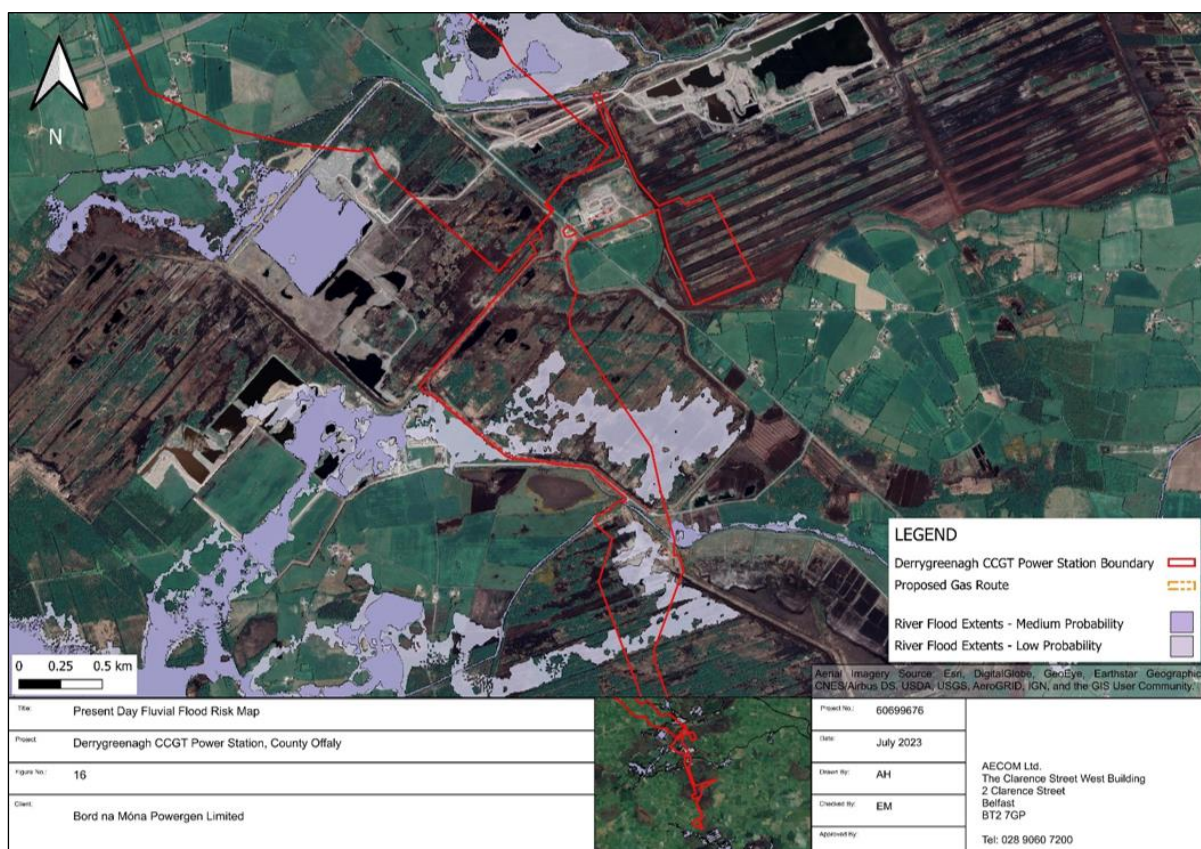 N
0 0.25 0.5 km
LEGEND
Derrygreenagh CCGT Power Station Boundary
Proposed Gas Route
River Flood Extents - Medium Probability
River Flood Extents - Low Probability
Aerial Imagery Source: Esri, DigitalGlobe, GeoEye, Earthstar Geographic
CNES/Airbus DS, USDA, USGS, AeroGRID, IGN, and the GIS User Community.
Title: Present Day Fluvial Flood Risk Map
Project: Derrygreenagh CCGT Power Station, County Offaly
Figure No.: 16
Client: Bord na Móna Powergen Limited
Project No.: 60699676
Date: July 2023
Drawn By: AH
Checked By: EM
Approved By:
AECOM Ltd.
The Clarence Street West Building
2 Clarence Street
Belfast
BT2 7GP
Tel: 028 9060 7200